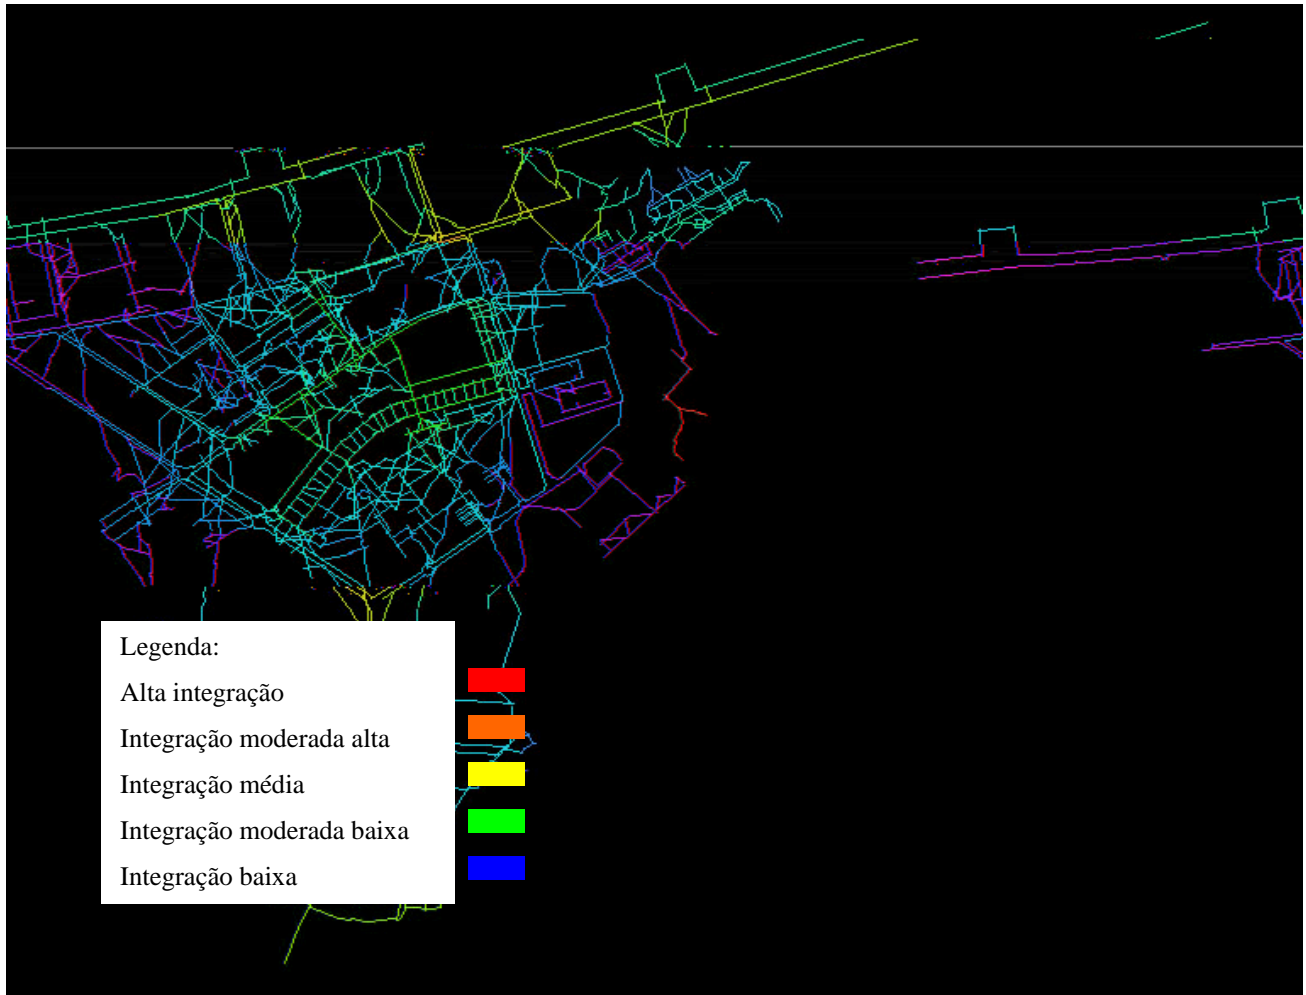 Legenda:
Alta integração
Integração moderada alta
Integração média
Integração moderada baixa
Integração baixa